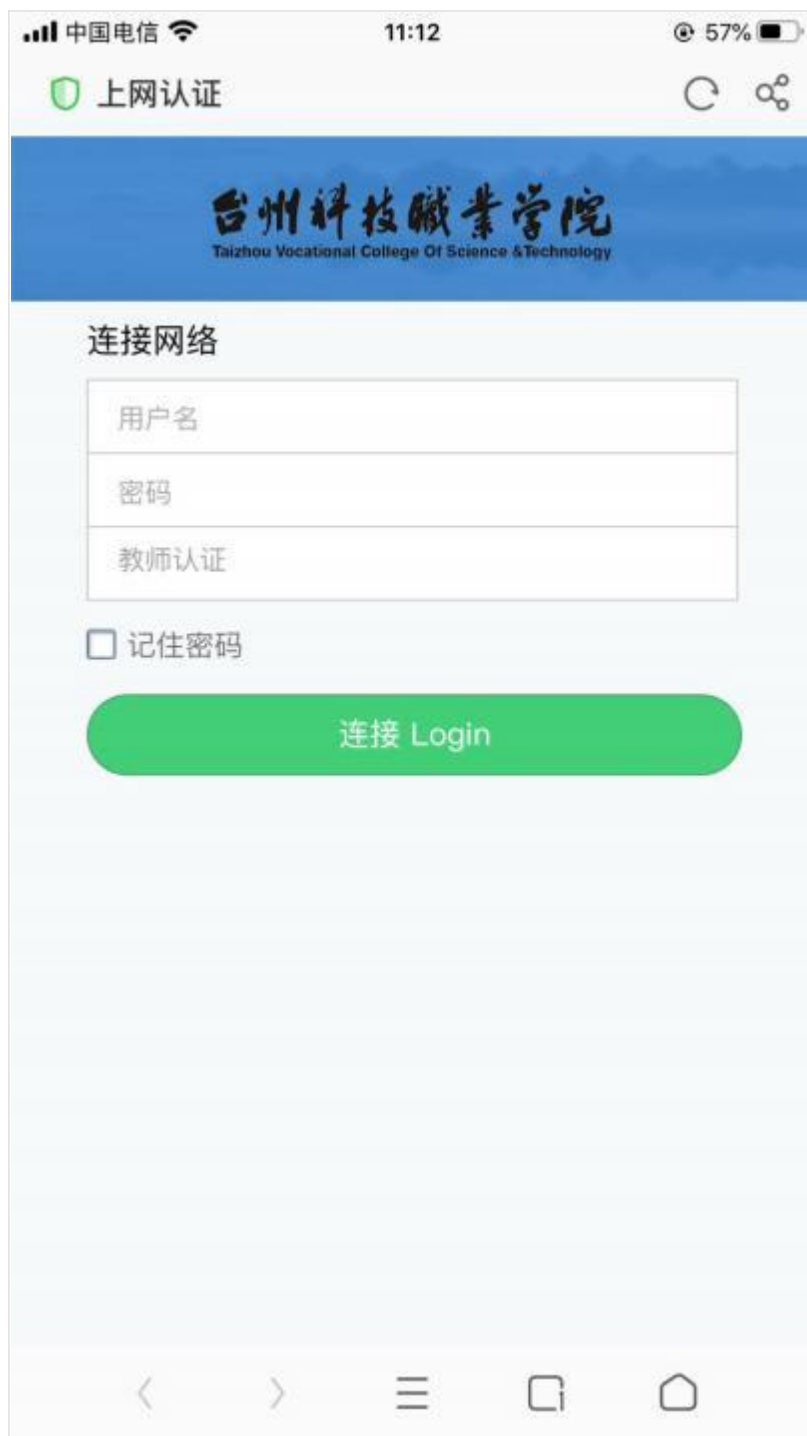 中国电信 11:12 57%
上网认证
台州科技職業学院
Taizhou Vocational College Of Science &Technology
连接网络
用户名
密码
教师认证
记住密码
连接 Login